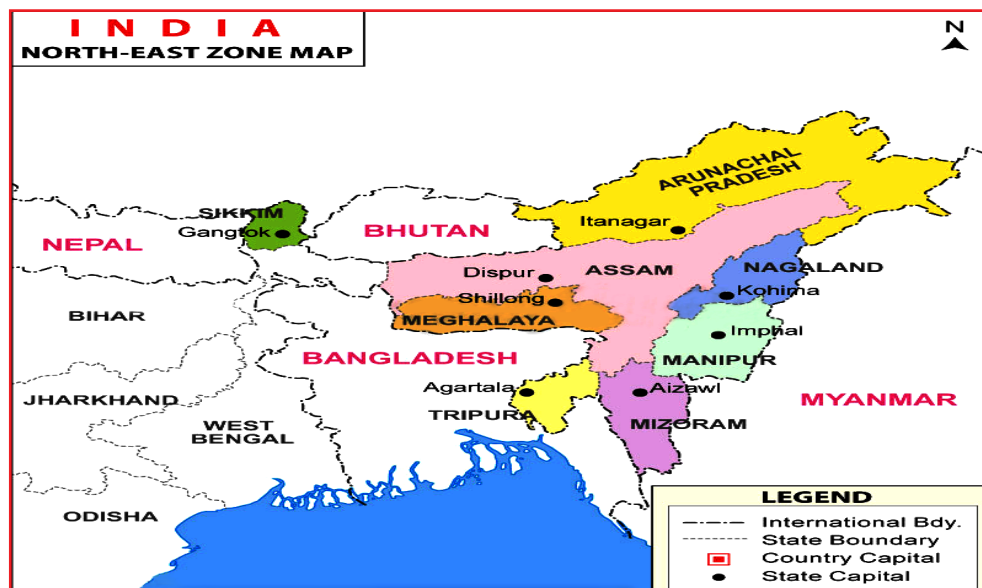 I N D I A
NORTH-EAST ZONE MAP
N
ARUNACHAL
PRADESH
SIKKIM
Itanagar
Gangtok
BHUTAN
NEPAL
Dispur
ASSAM
NAGALAND
Shillong
Kohima
BIHAR
MEGHALAYA
Imphal
BANGLADESH
MANIPUR
Agartala
Aizawl
JHARKHAND
MYANMAR
TRIPURA
MIZORAM
WEST
BENGAL
ODISHA
LEGEND
International Bdy.
State Boundary
Country Capital
State Capital